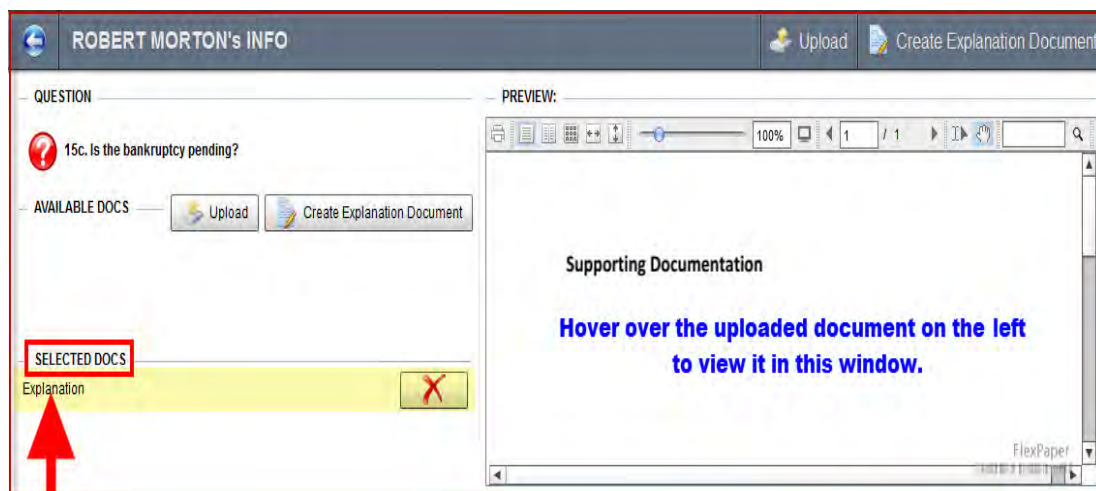 ROBERT MORTON's INFO
Upload
Create Explanation Document
QUESTION
15c. Is the bankruptcy pending?
AVAILABLE DOCS
Upload
Create Explanation Document
SELECTED DOCS
Explanation
PREVIEW:
100%
1
/ 1
Supporting Documentation
Hover over the uploaded document on the left
to view it in this window.
FlexPaper